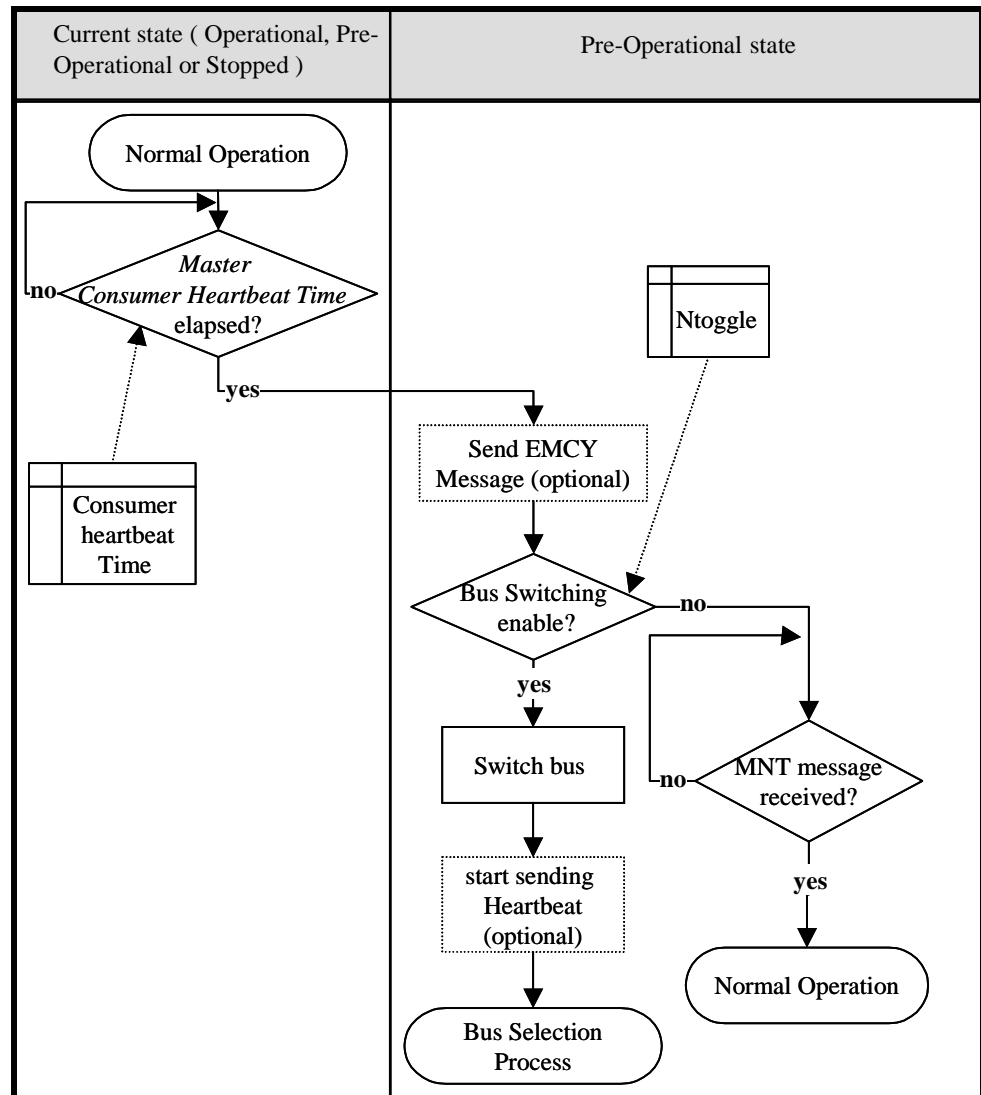 Current state ( Operational, Pre-
Operational or Stopped )
Pre-Operational state
Normal Operation
Master
Consumer Heartbeat Time
elapsed?
no
yes
Consumer
heartbeat
Time
Ntoggle
Send EMCY
Message (optional)
Bus Switching
enable?
no
yes
Switch bus
MNT message
received?
no
yes
start sending
Heartbeat
(optional)
Normal Operation
Bus Selection
Process